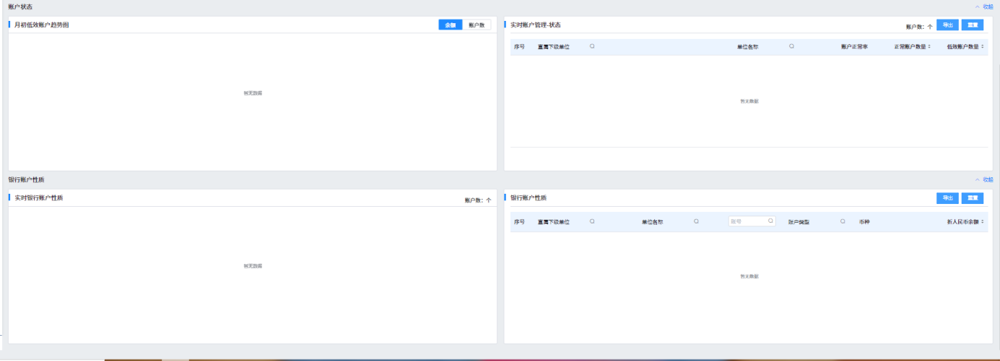 账户状态
收起
月初低效账户趋势图
余额 账户数
暂无数据
实时账户管理-状态
账户数：个 导出 重置
序号 直属下级单位 单位名称 账户正常率 正常账户数量 低效账户数量
暂无数据
银行账户性质
收起
实时银行账户性质
账户数：个
暂无数据
银行账户性质
导出 重置
序号 直属下级单位 单位名称 账号 账户类型 币种 折人民币余额
暂无数据